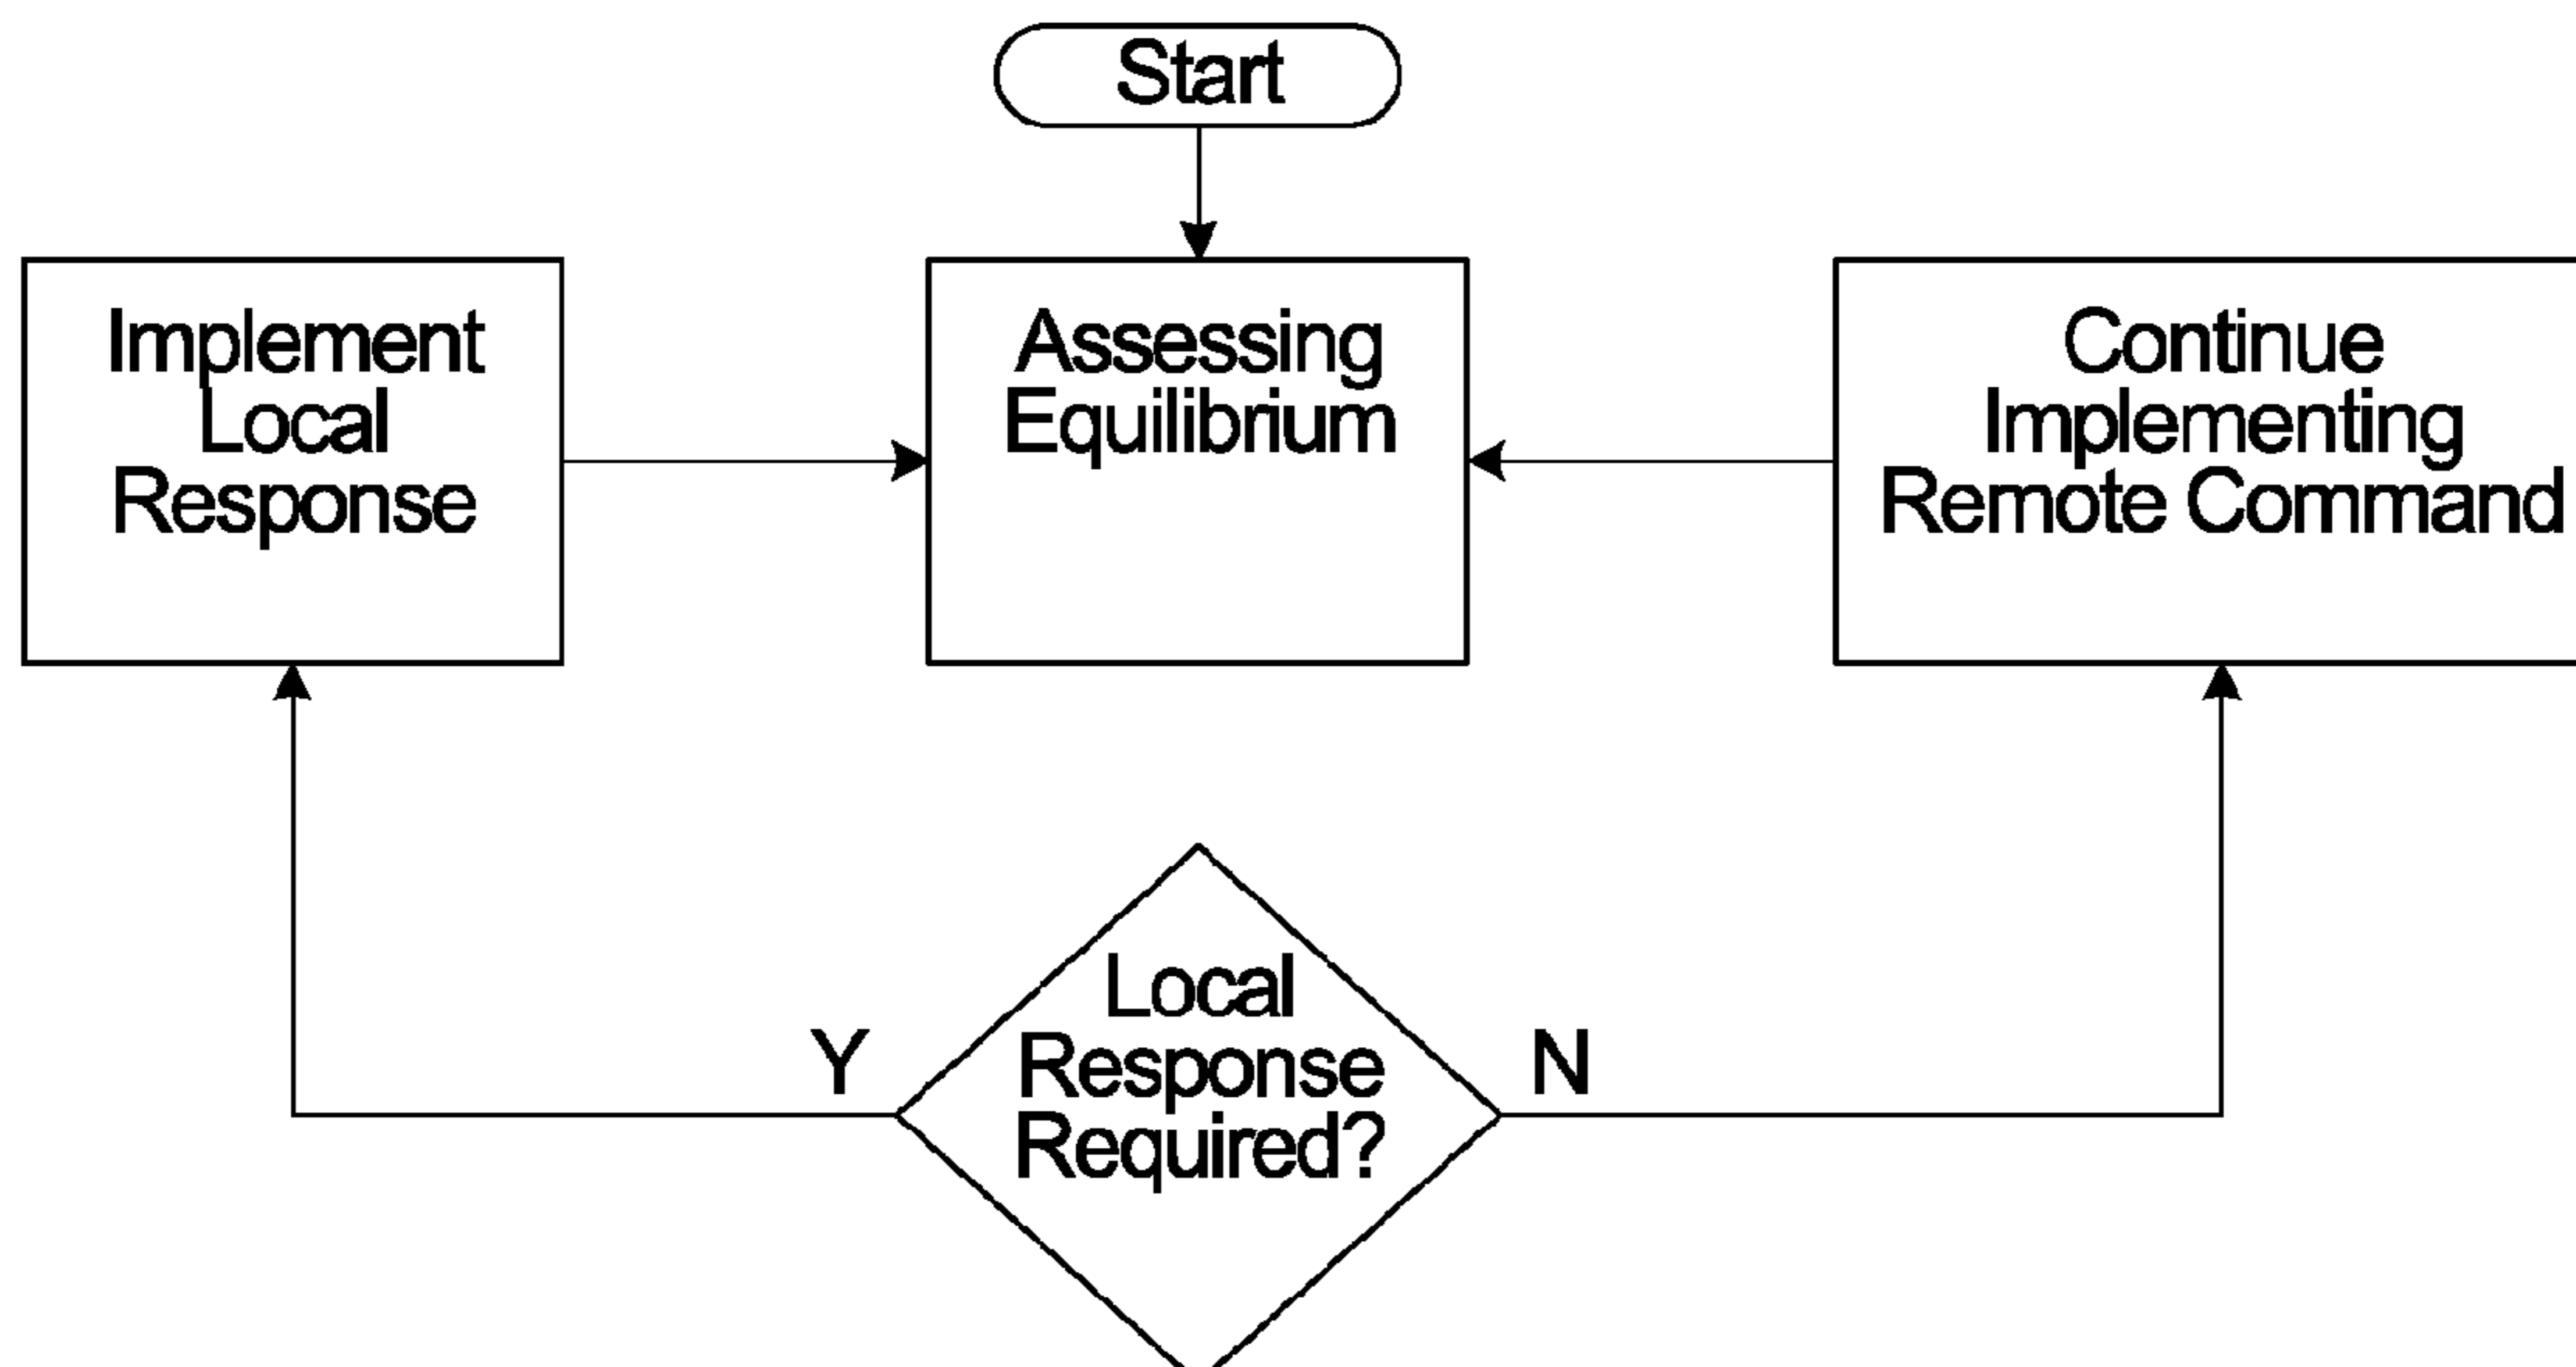 Start
Implement
Local
Response
Assessing
Equilibrium
Continue
Implementing
Remote Command
Local
Response
Required?
Y
N